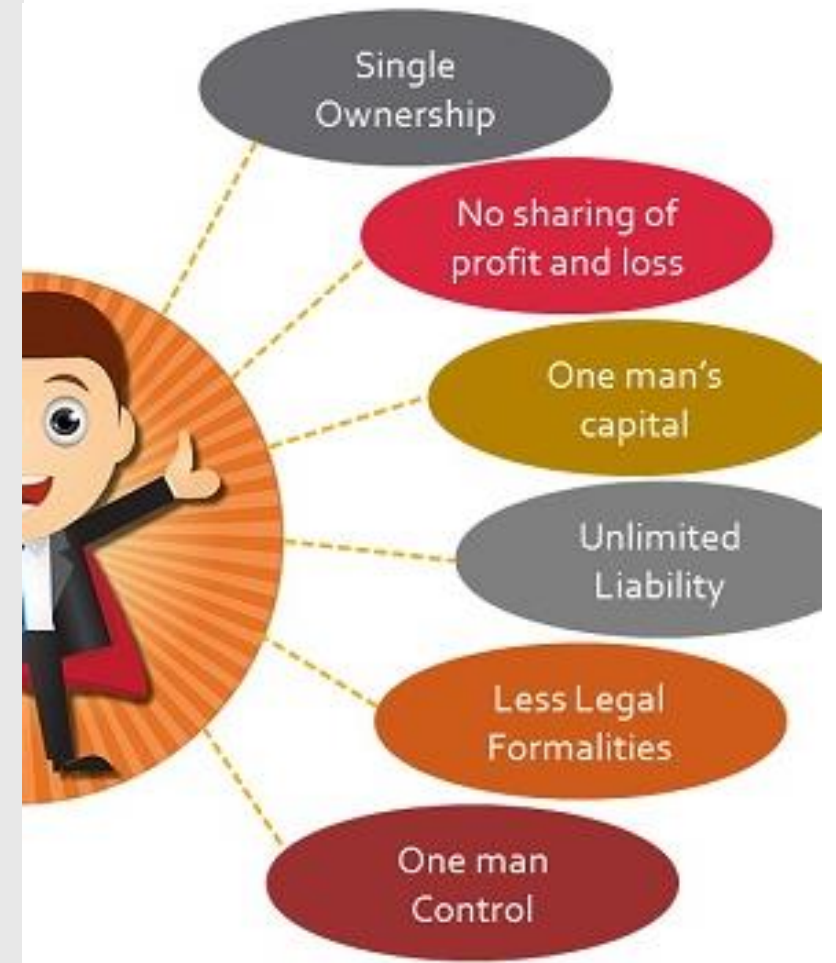 Single
Ownership
No sharing of
profit and loss
One man’s
capital
Unlimited
Liability
Less Legal
Formalities
One man
Control